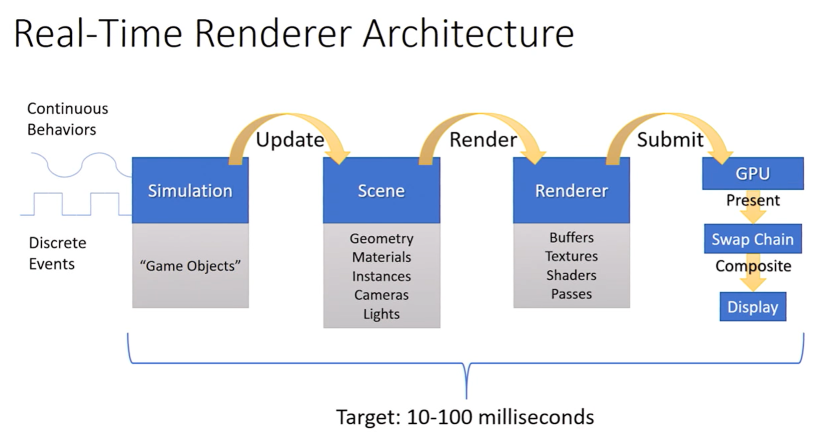 Real-Time Renderer Architecture
Continuous
Behaviors
Discrete
Events
Update
Render
Submit
Simulation
"Game Objects"
Scene
Geometry
Materials
Instances
Cameras
Lights
Renderer
Buffers
Textures
Shaders
Passes
GPU
Present
Swap Chain
Composite
Display
Target: 10-100 milliseconds